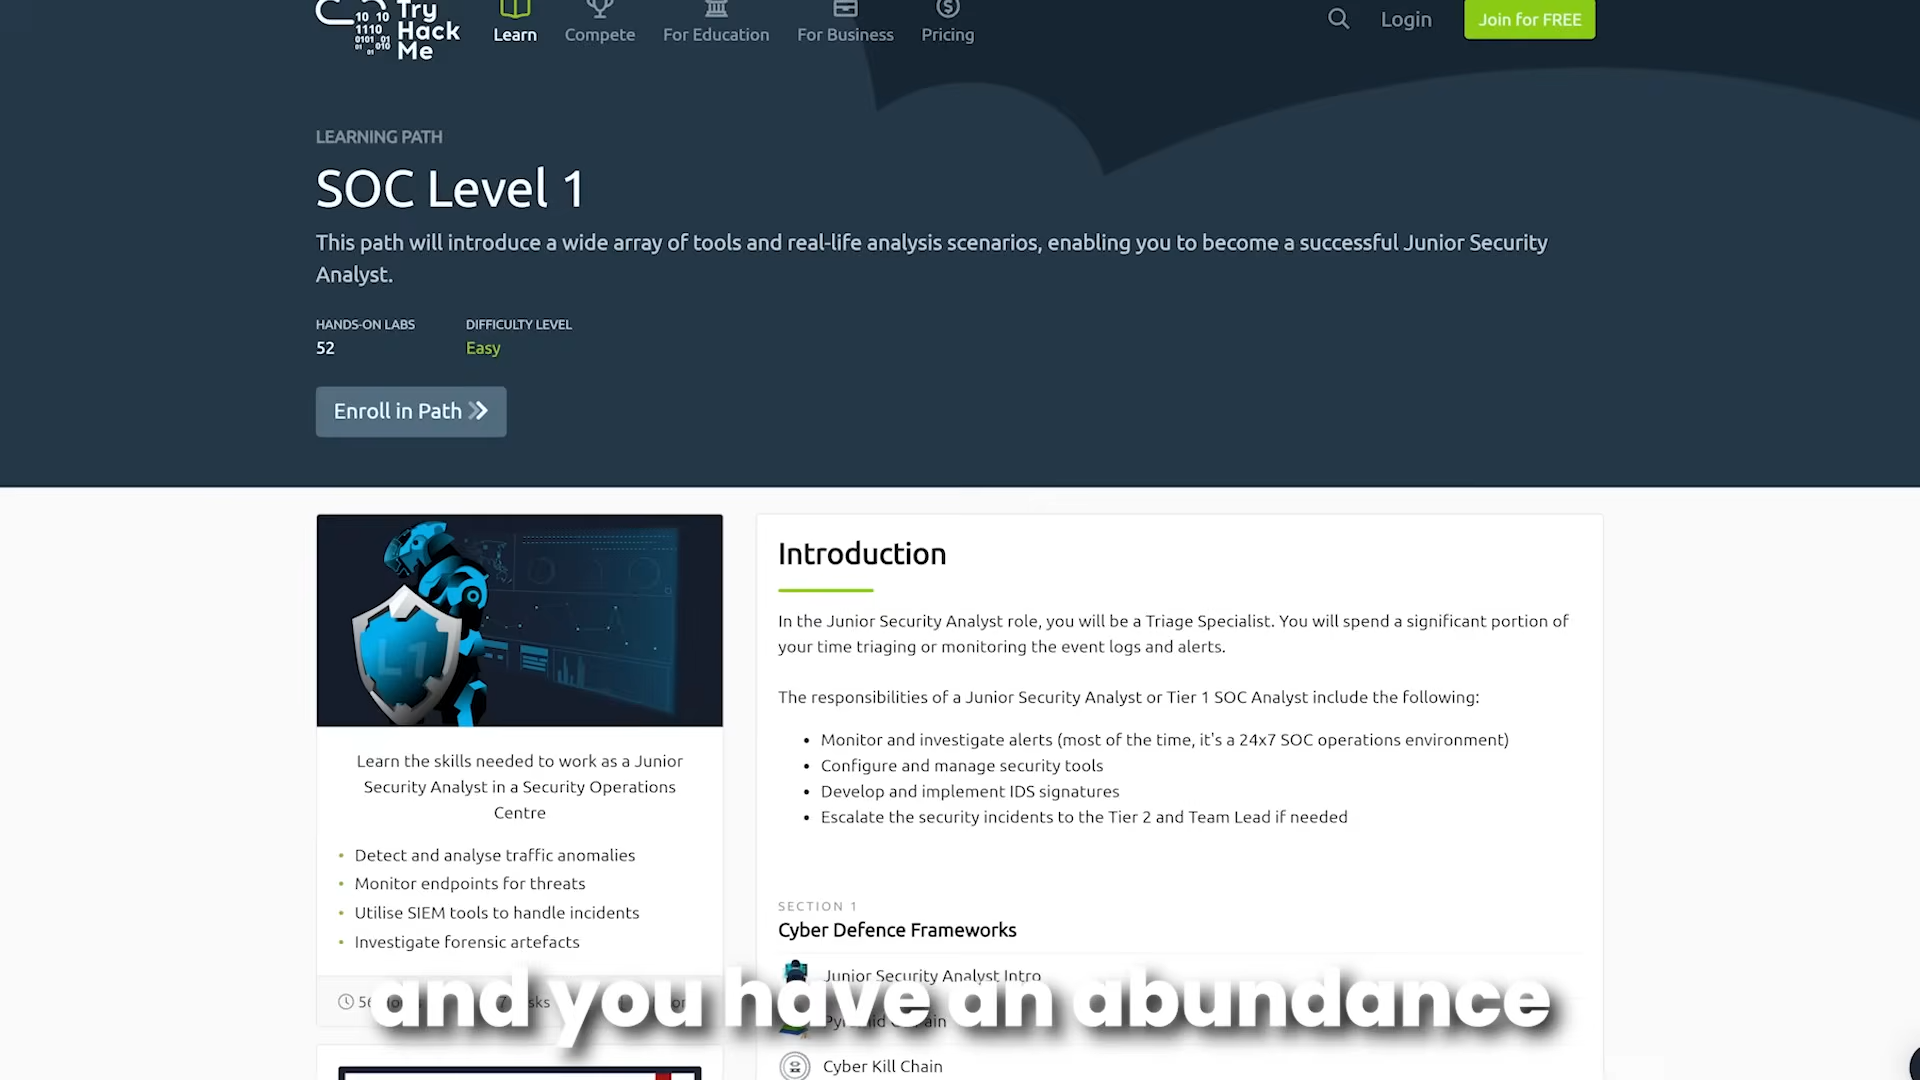 Try
Hack
Me
10 10
1110
0101 01
01 010
01
Learn
Compete
For Education
For Business
Pricing
Login
Join for FREE
LEARNING PATH
SOC Level 1
This path will introduce a wide array of tools and real-life analysis scenarios, enabling you to become a successful Junior Security
Analyst.
HANDS-ON LABS
DIFFICULTY LEVEL
52
Easy
Enroll in Path
L1
Learn the skills needed to work as a Junior
Security Analyst in a Security Operations
Centre
• Detect and analyse traffic anomalies
• Monitor endpoints for threats
• Utilise SIEM tools to handle incidents
• Investigate forensic artefacts
Introduction
In the Junior Security Analyst role, you will be a Triage Specialist. You will spend a significant portion of
your time triaging or monitoring the event logs and alerts.
The responsibilities of a Junior Security Analyst or Tier 1 SOC Analyst include the following:
• Monitor and investigate alerts (most of the time, it's a 24x7 SOC operations environment)
• Configure and manage security tools
• Develop and implement IDS signatures
• Escalate the security incidents to the Tier 2 and Team Lead if needed
SECTION 1
Cyber Defence Frameworks
Junior Security Analyst Intro
and you have an abundance
Cyber Kill Chain